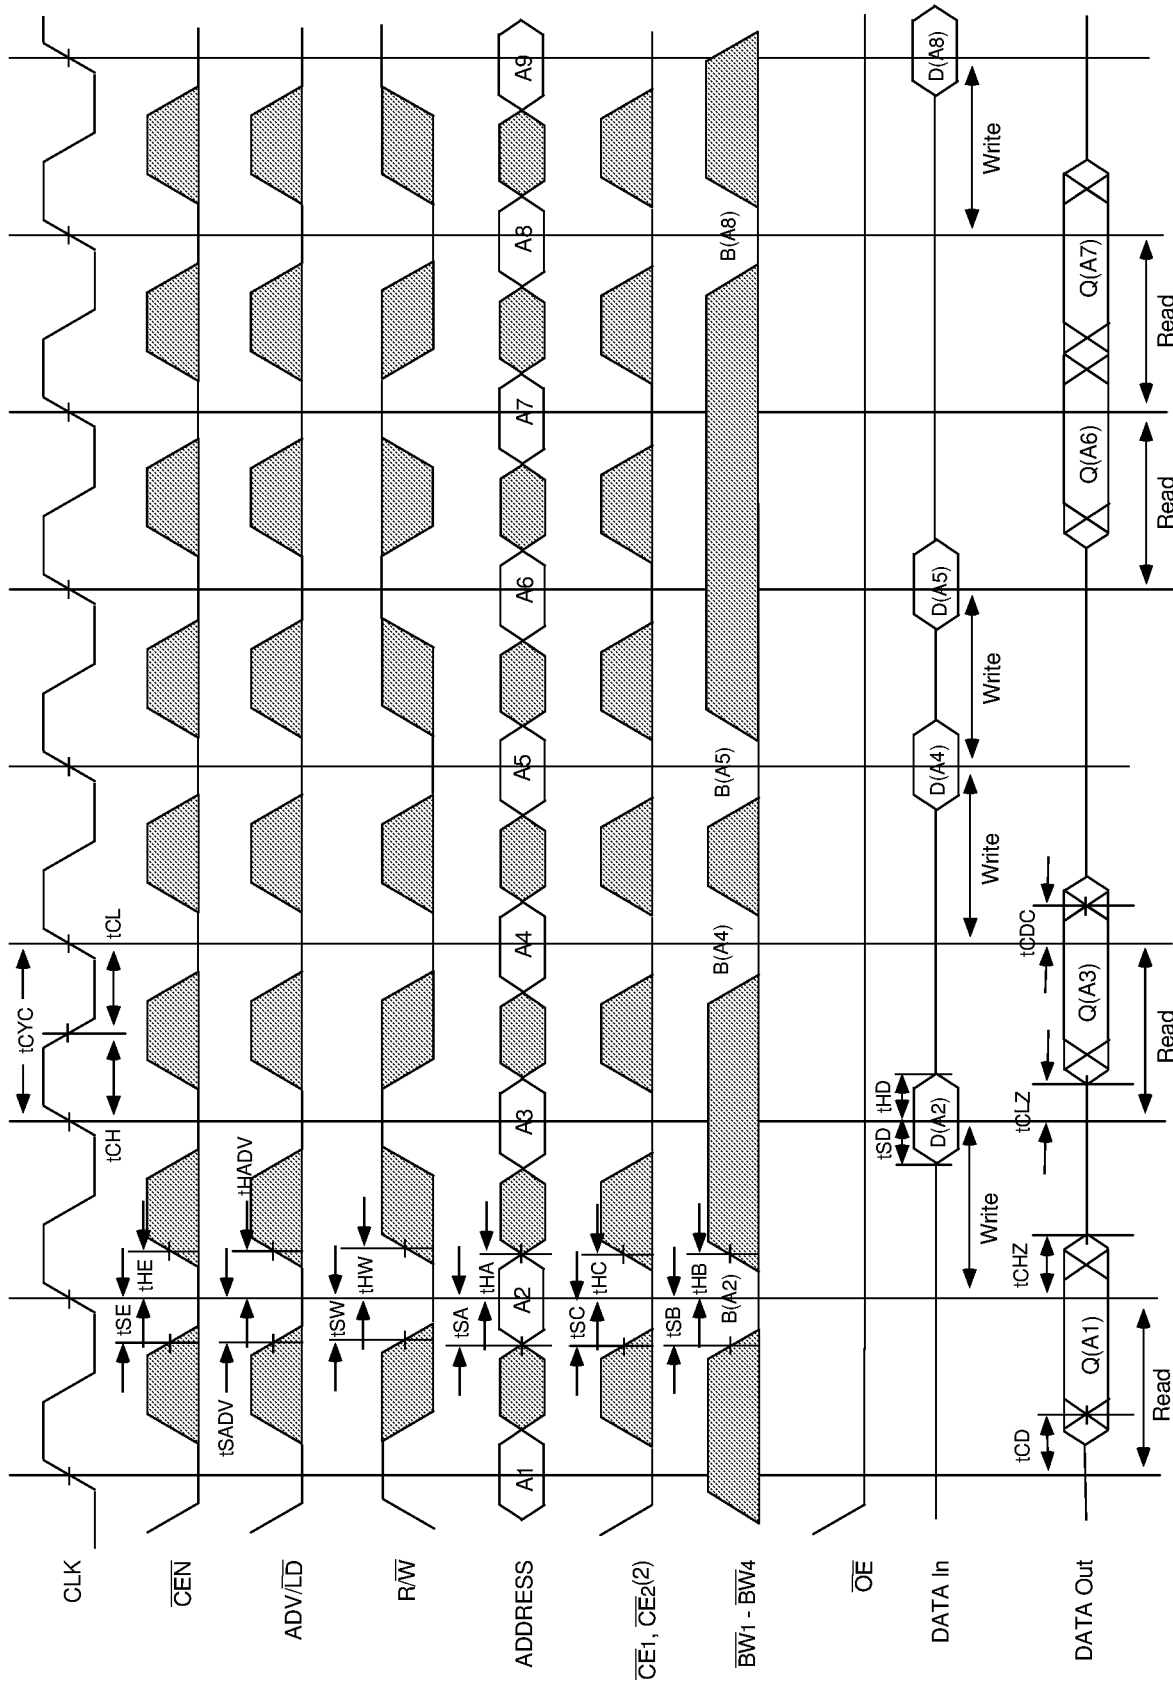 tCYC
tCH tCL
CLK
tSE tHE
CEN
tSADV tHADV
ADV/LD
tSW tHW
R/W
tSA tHA
ADDRESS A1 A2 A3 A4 A5 A6 A7 A8 A9
tSC tHC
CE1, CE2(2)
tSB tHB
BW1 - BW4 B(A2) B(A4) B(A5) B(A8)
OE
tSD tHD
DATA In D(A2) D(A4) D(A5) D(A8)
Write Write Write Write
tCD tCHZ tCLZ tCDC
DATA Out Q(A1) Q(A3) Q(A6) Q(A7)
Read Read Read Read